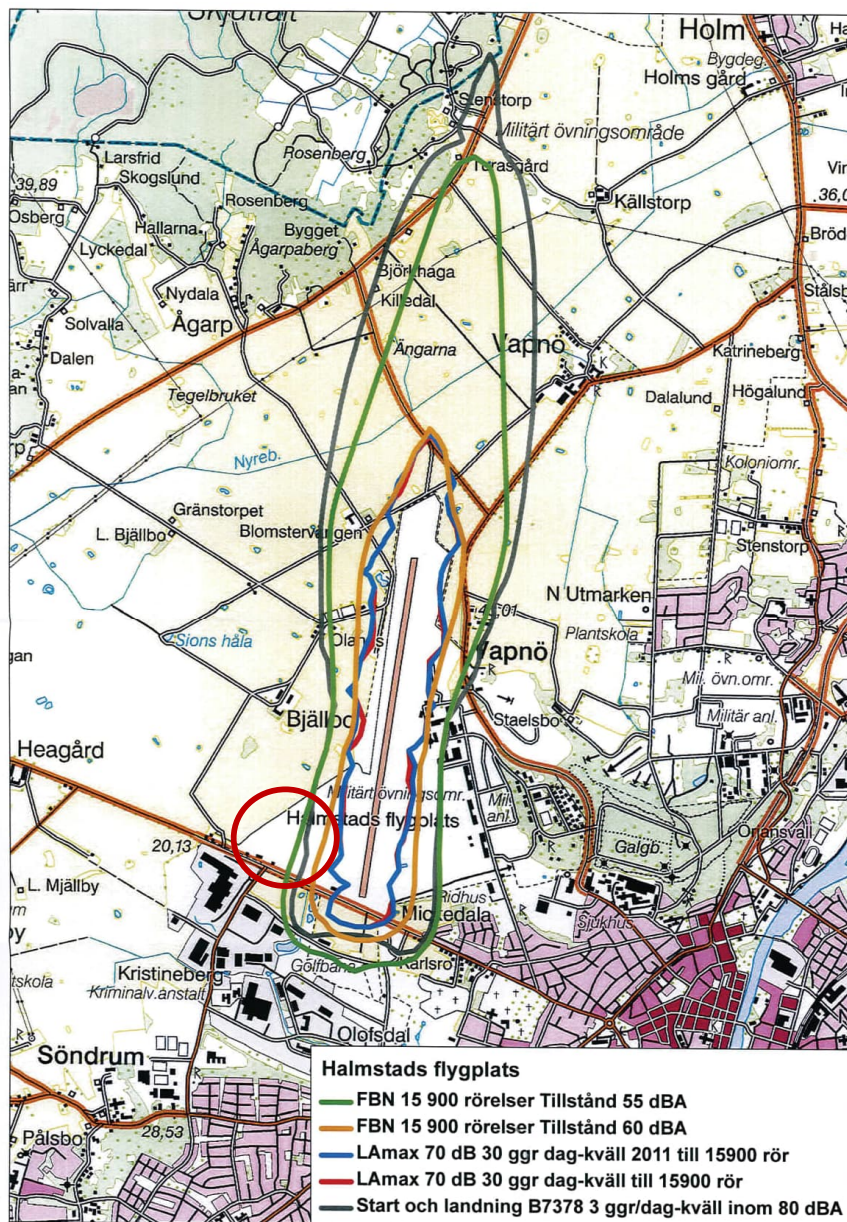 Skjutfält
Holm
Ha
Bygdeg.
Holms gård
Stenstorp
Militärt övningsområde
Larsfrid
Rosenberg
Skogslund
39,89
Rosenberg
Källstorp
Osberg
Hallarna
Bygget
Lyckedal
Ågarpaberg
Björkhaga
Nydala
Killedal
Solvalla
Ågarp
Vapnö
K
Ängarna
Katrineberg
Dalen
R
Dalalund
Högalund
Tegelbruket
Nyreb.
Koloniomr.
Gränstorpet
L. Bjällbo
Blomstervången
Stenstorp
N Utmarken
Sions håla
Plantskola
R
Vapnö
Mil. övn.omr.
Bjällbo
Staelsbo
Militär anl.
Heagård
Militärt övningsomr.
Mil.
anl.
Halmstads flygplats
20,13
Örjansvall
Galgb.
L. Mjällby
Ridhus
Mickedala
Sjukhus
Kristineberg
Golfbana
Karlsro
Kriminalv.anstalt
Olofsdal
Söndrum
Pålsbo
28,53
Halmstads flygplats
FBN 15 900 rörelser Tillstånd 55 dBA
FBN 15 900 rörelser Tillstånd 60 dBA
LAmax 70 dB 30 ggr dag-kväll 2011 till 15900 rör
LAmax 70 dB 30 ggr dag-kväll till 15900 rör
Start och landning B7378 3 ggr/dag-kväll inom 80 dBA